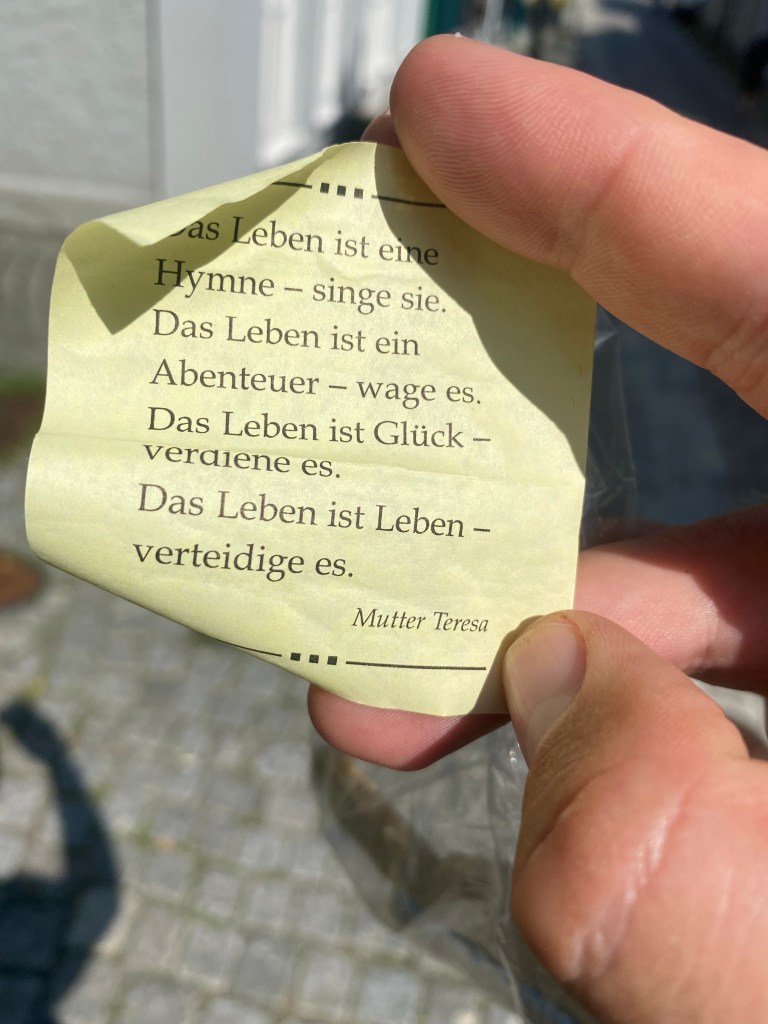 Das Leben ist eine
Hymne – singe sie.
Das Leben ist ein
Abenteuer – wage es.
Das Leben ist Glück –
verdiene es.
Das Leben ist Leben –
verteidige es.
Mutter Teresa